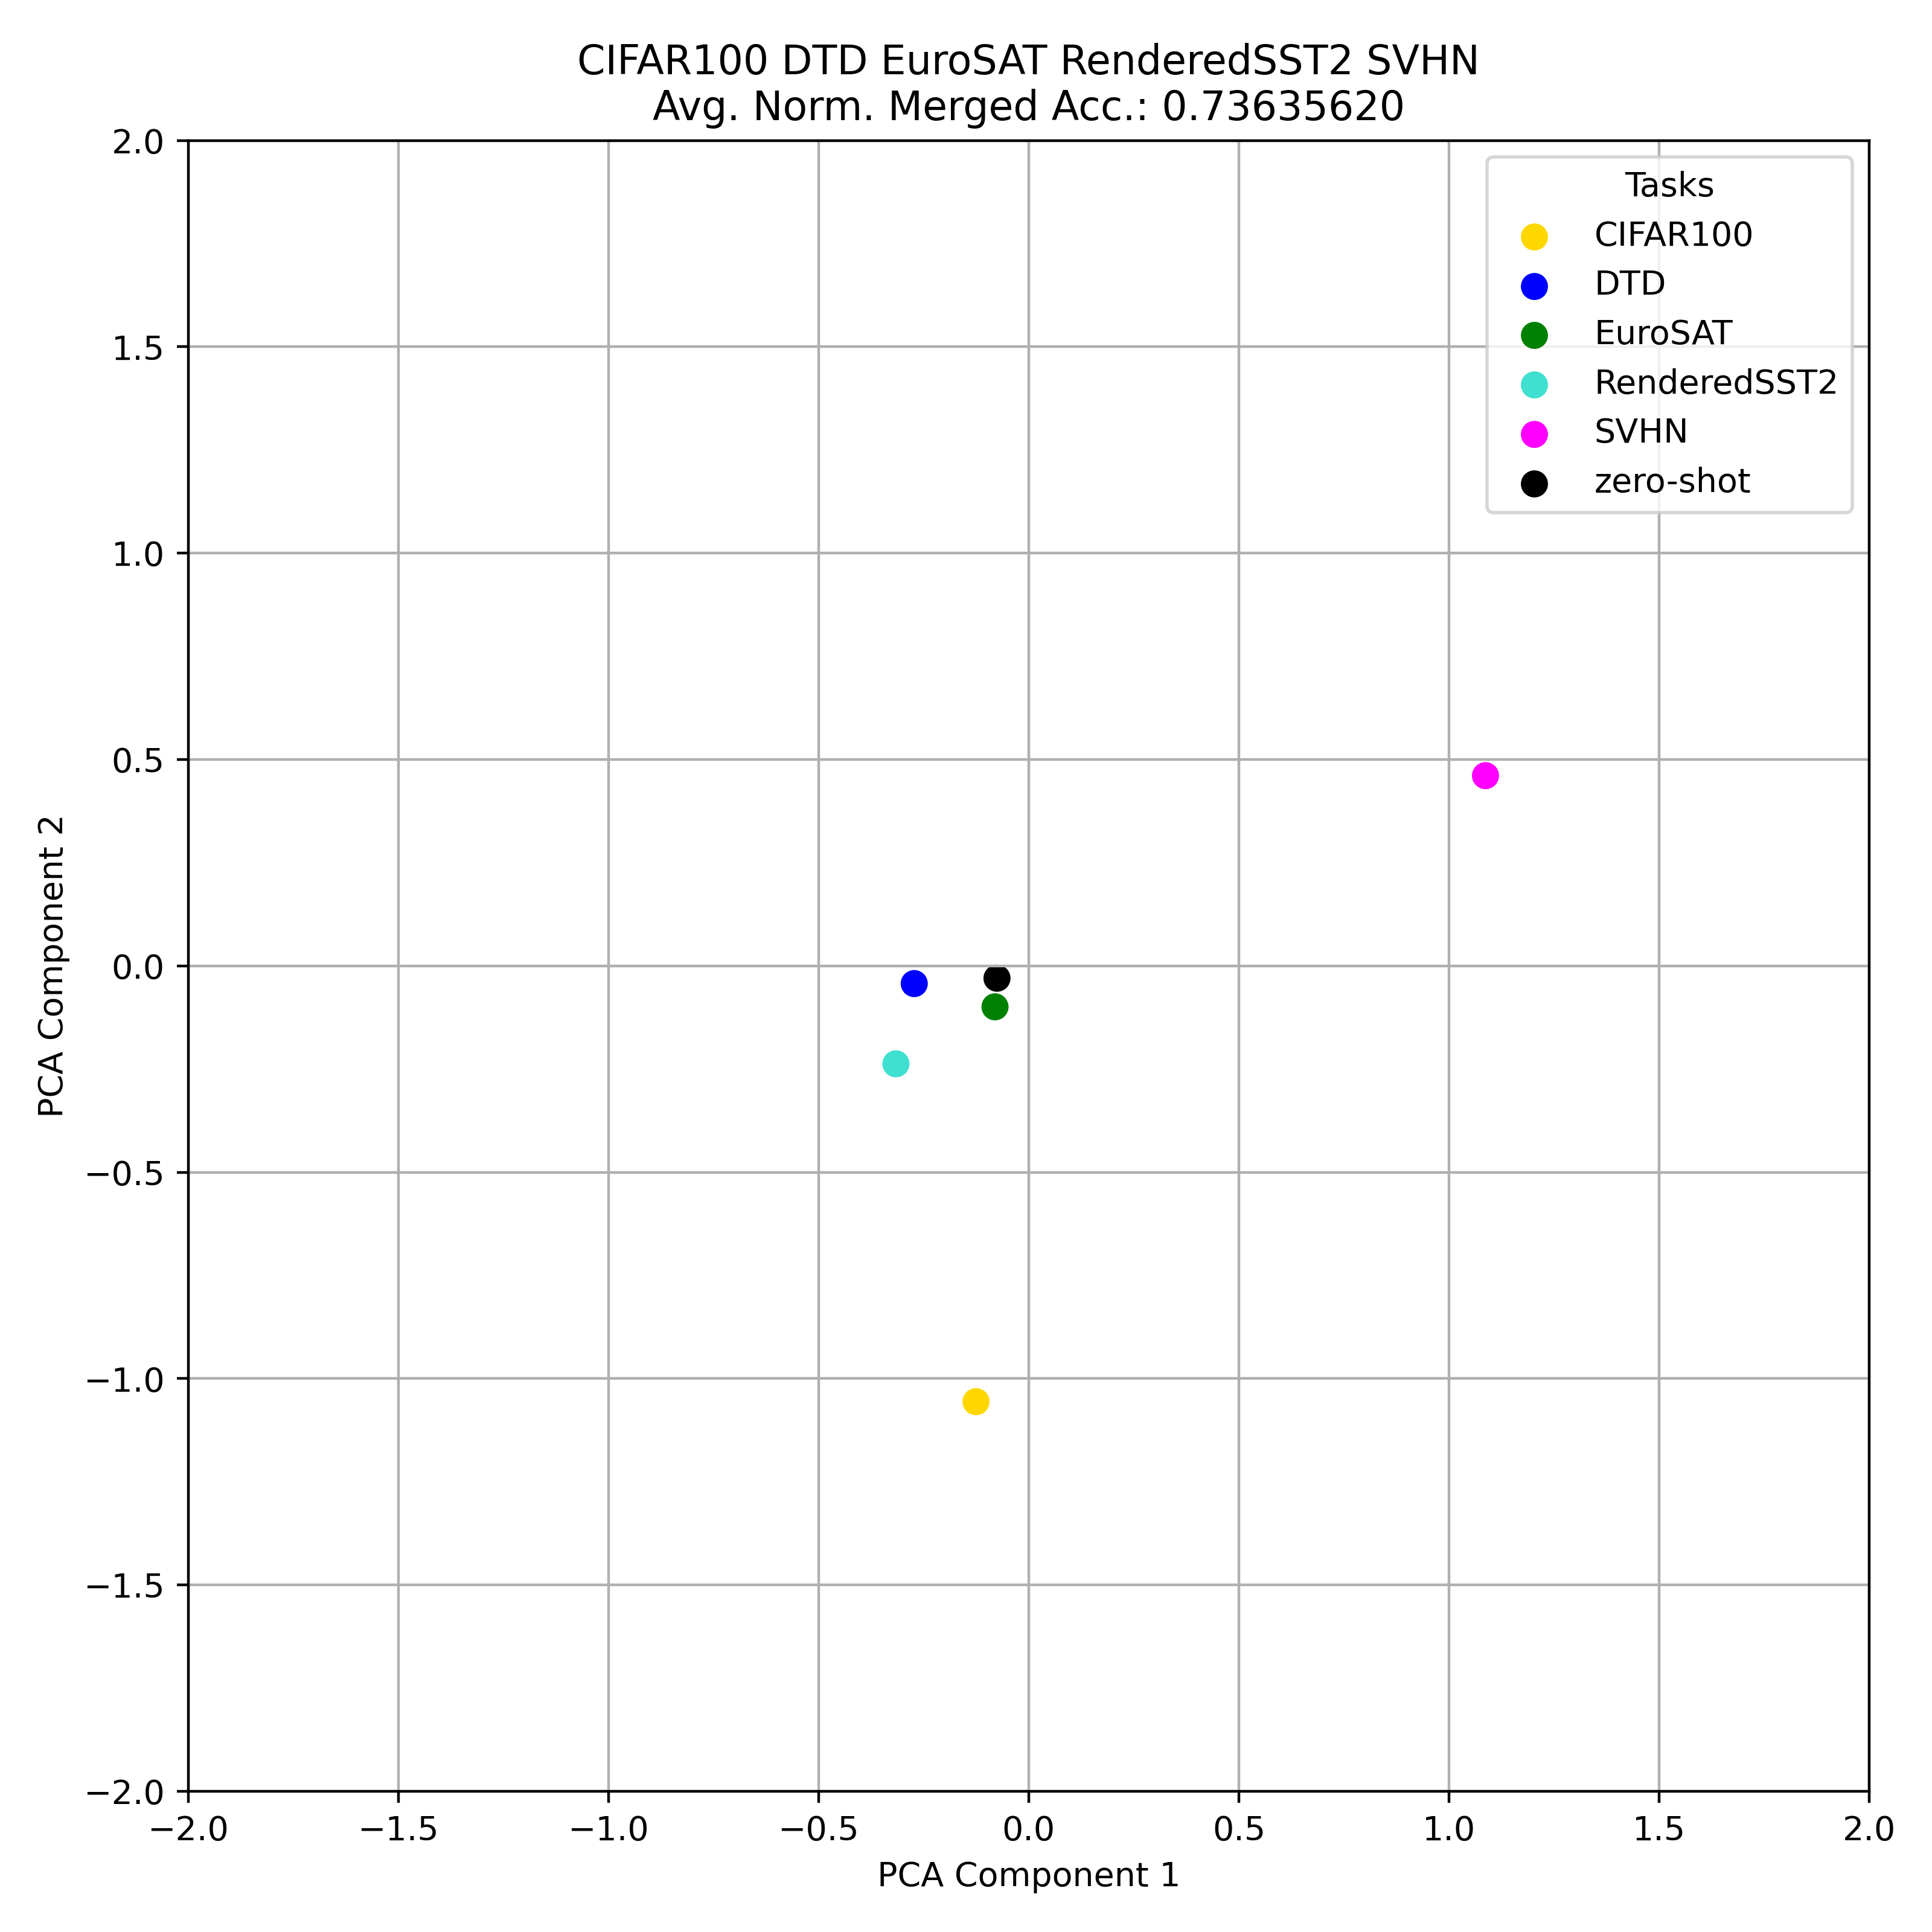 CIFAR100 DTD EuroSAT RenderedSST2 SVHN
Avg. Norm. Merged Acc.: 0.73635620
Tasks
CIFAR100
DTD
EuroSAT
RenderedSST2
SVHN
zero-shot
PCA Component 2
2.0
1.5
1.0
0.5
0.0
−0.5
−1.0
−1.5
−2.0
−2.0 −1.5 −1.0 −0.5 0.0 0.5 1.0 1.5 2.0
PCA Component 1